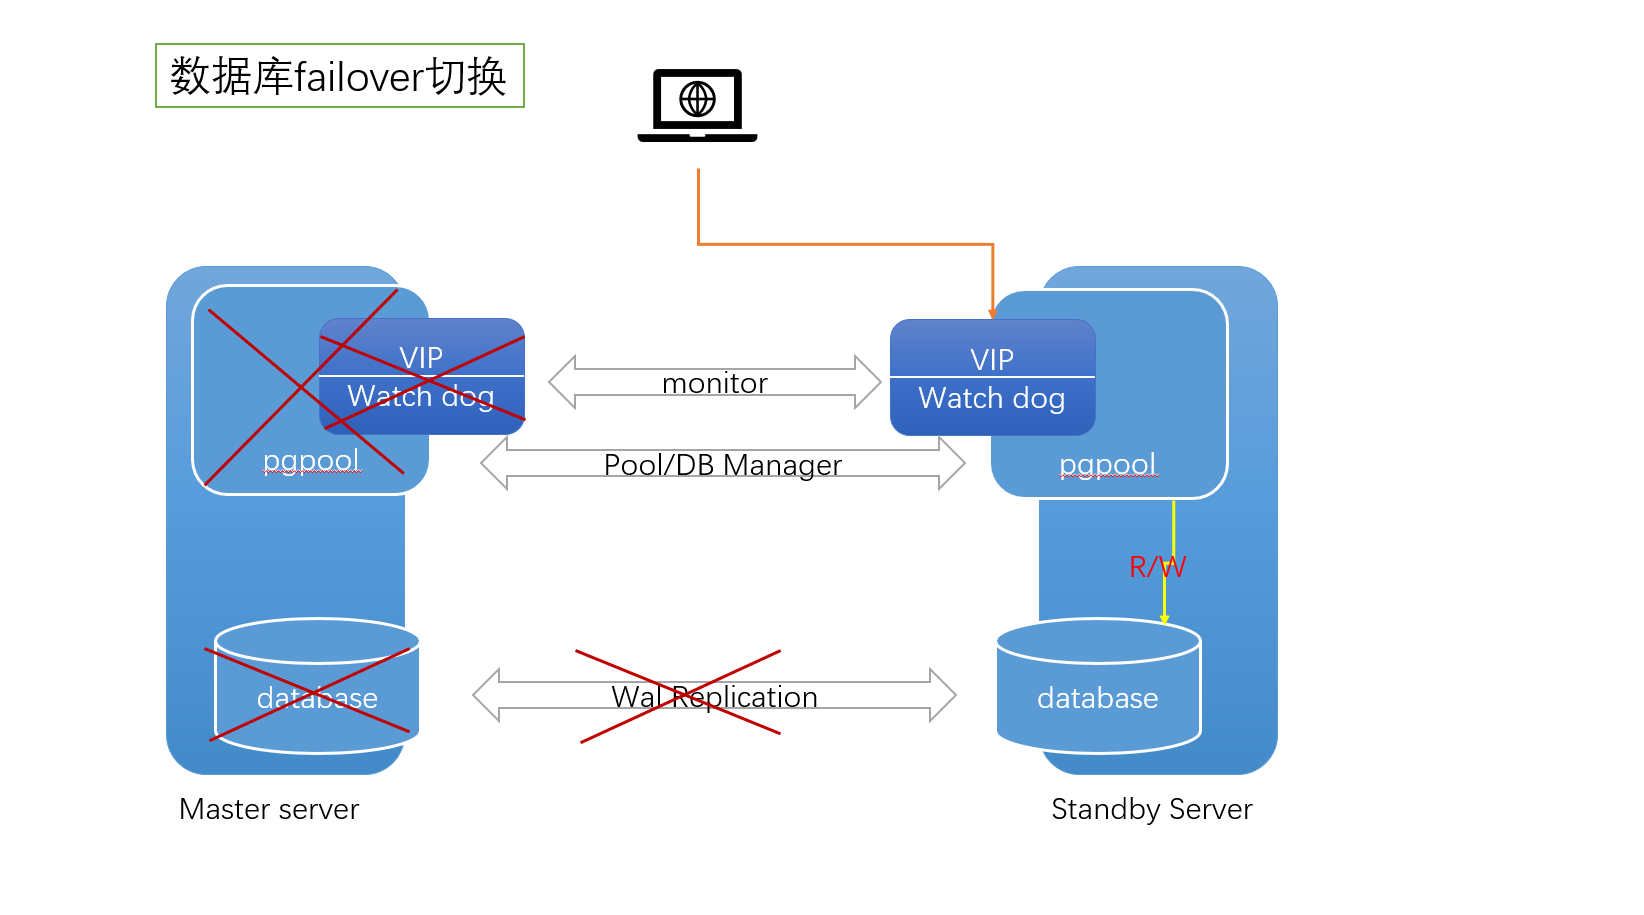 数据库failover切换
VIP
Watch dog
pgpool
monitor
Pool/DB Manager
VIP
Watch dog
pgpool
R/W
database
Wal Replication
database
Master server
Standby Server